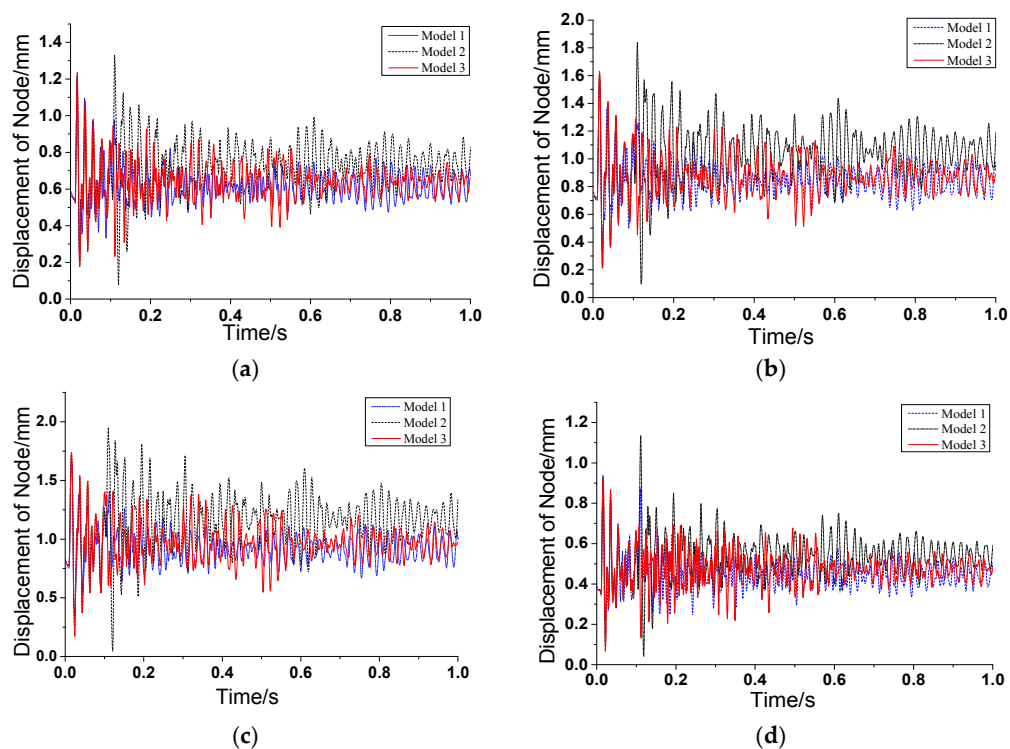 Displacement of Node/mm
1.4
1.2
1.0
0.8
0.6
0.4
0.2
0.0
Model 1
Model 2
Model 3
0.0 0.2 0.4 0.6 0.8 1.0
Time/s
(a)
Displacement of Node/mm
2.0
1.8
1.6
1.4
1.2
1.0
0.8
0.6
0.4
0.2
0.0
Model 1
Model 2
Model 3
0.0 0.2 0.4 0.6 0.8 1.0
Time/s
(b)
Displacement of Node/mm
2.0
1.5
1.0
0.5
0.0
Model 1
Model 2
Model 3
0.0 0.2 0.4 0.6 0.8 1.0
Time/s
(c)
Displacement of Node/mm
1.2
1.0
0.8
0.6
0.4
0.2
0.0
Model 1
Model 2
Model 3
0.0 0.2 0.4 0.6 0.8 1.0
Time/s
(d)